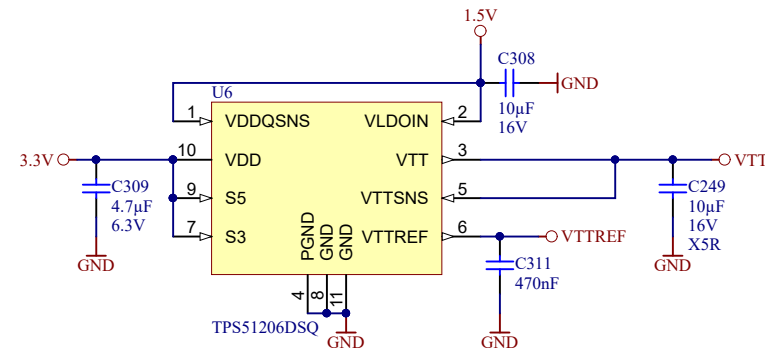 1.5V
C308
GND
10µF
16V
U6
1
VDDQSNS
VLDOIN
2
3.3V
10
VDD
VTT
3
VTT
C309
4.7µF
6.3V
9
S5
VTTSNS
5
C249
10µF
16V
X5R
7
S3
VTTREF
6
VTTREF
PGND
GND
GND
C311
470nF
GND
GND
4
8
11
TPS51206DSQ
GND
GND